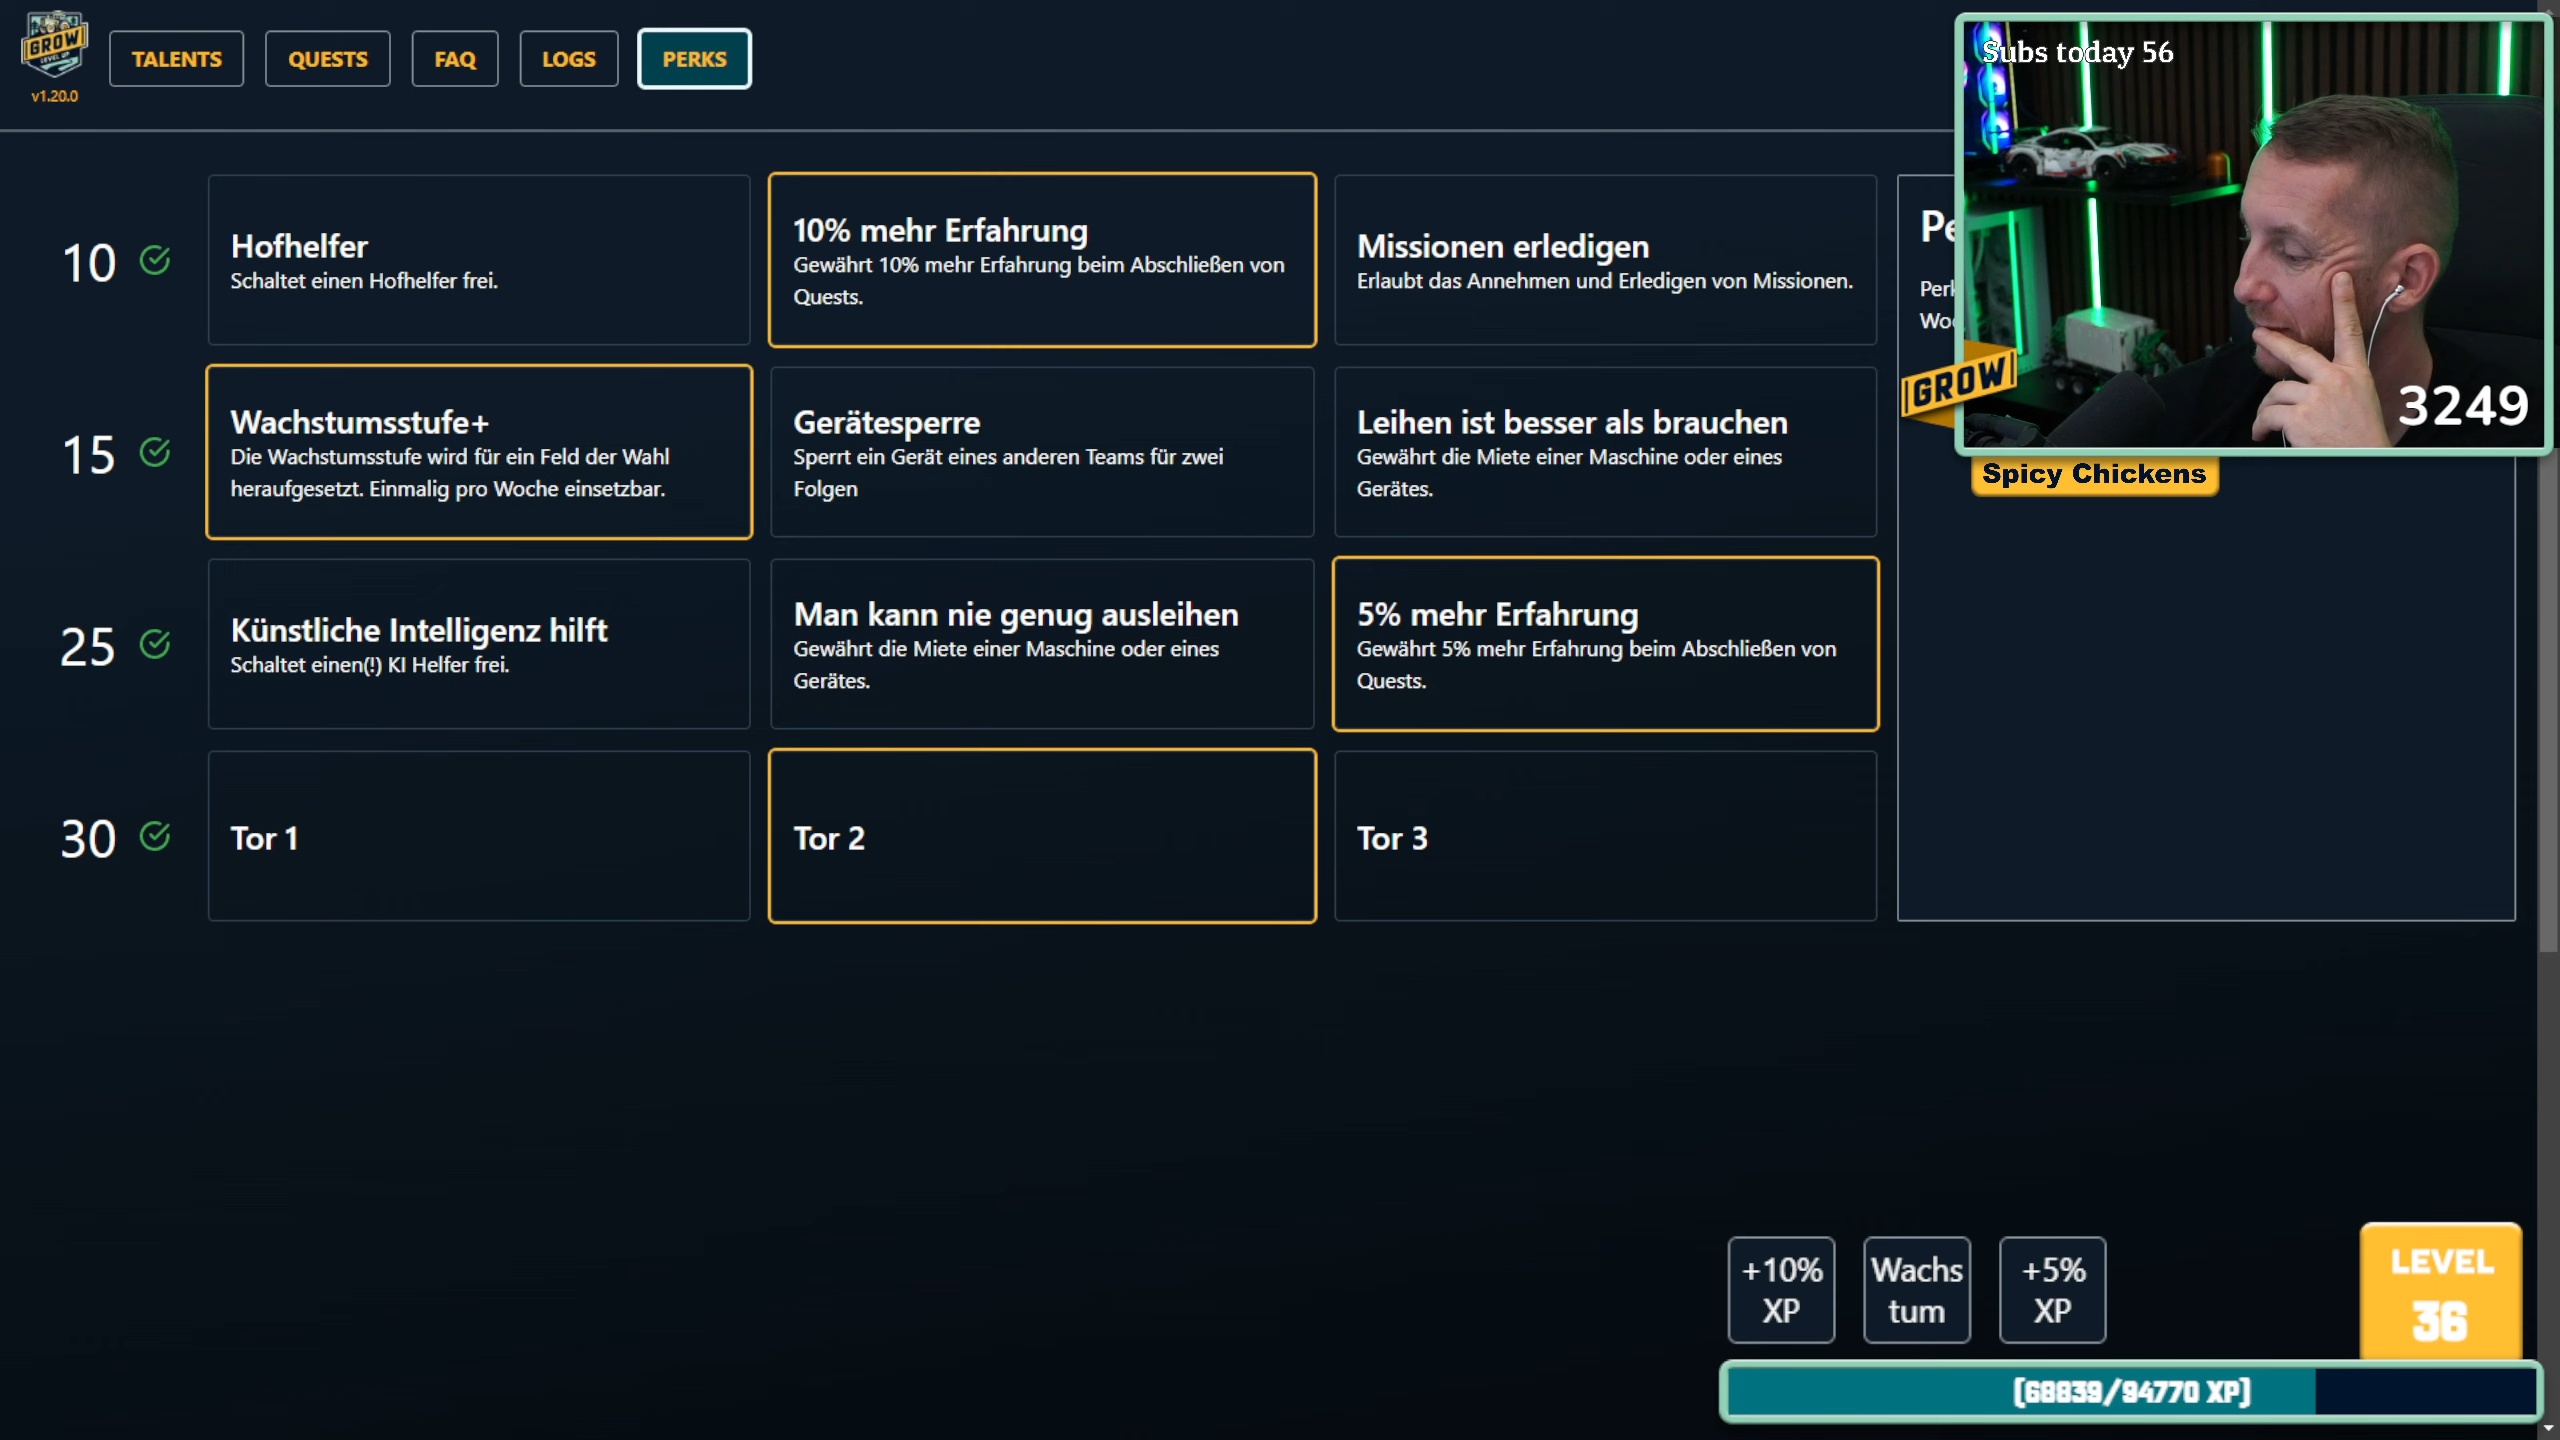 GROW
LEVEL UP
v1.20.0
TALENTS
QUESTS
FAQ
LOGS
PERKS
Subs today 56
3249
GROW
Spicy Chickens
10
Hofhelfer
Schaltet einen Hofhelfer frei.
10% mehr Erfahrung
Gewährt 10% mehr Erfahrung beim Abschließen von
Quests.
Missionen erledigen
Erlaubt das Annehmen und Erledigen von Missionen.
15
Wachstumsstufe+
Die Wachstumsstufe wird für ein Feld der Wahl
heraufgesetzt. Einmalig pro Woche einsetzbar.
Gerätesperre
Sperrt ein Gerät eines anderen Teams für zwei
Folgen
Leihen ist besser als brauchen
Gewährt die Miete einer Maschine oder eines
Gerätes.
25
Künstliche Intelligenz hilft
Schaltet einen(!) KI Helfer frei.
Man kann nie genug ausleihen
Gewährt die Miete einer Maschine oder eines
Gerätes.
5% mehr Erfahrung
Gewährt 5% mehr Erfahrung beim Abschließen von
Quests.
30
Tor 1
Tor 2
Tor 3
+10%
XP
Wachs
tum
+5%
XP
LEVEL
36
[68839/94770 XP]